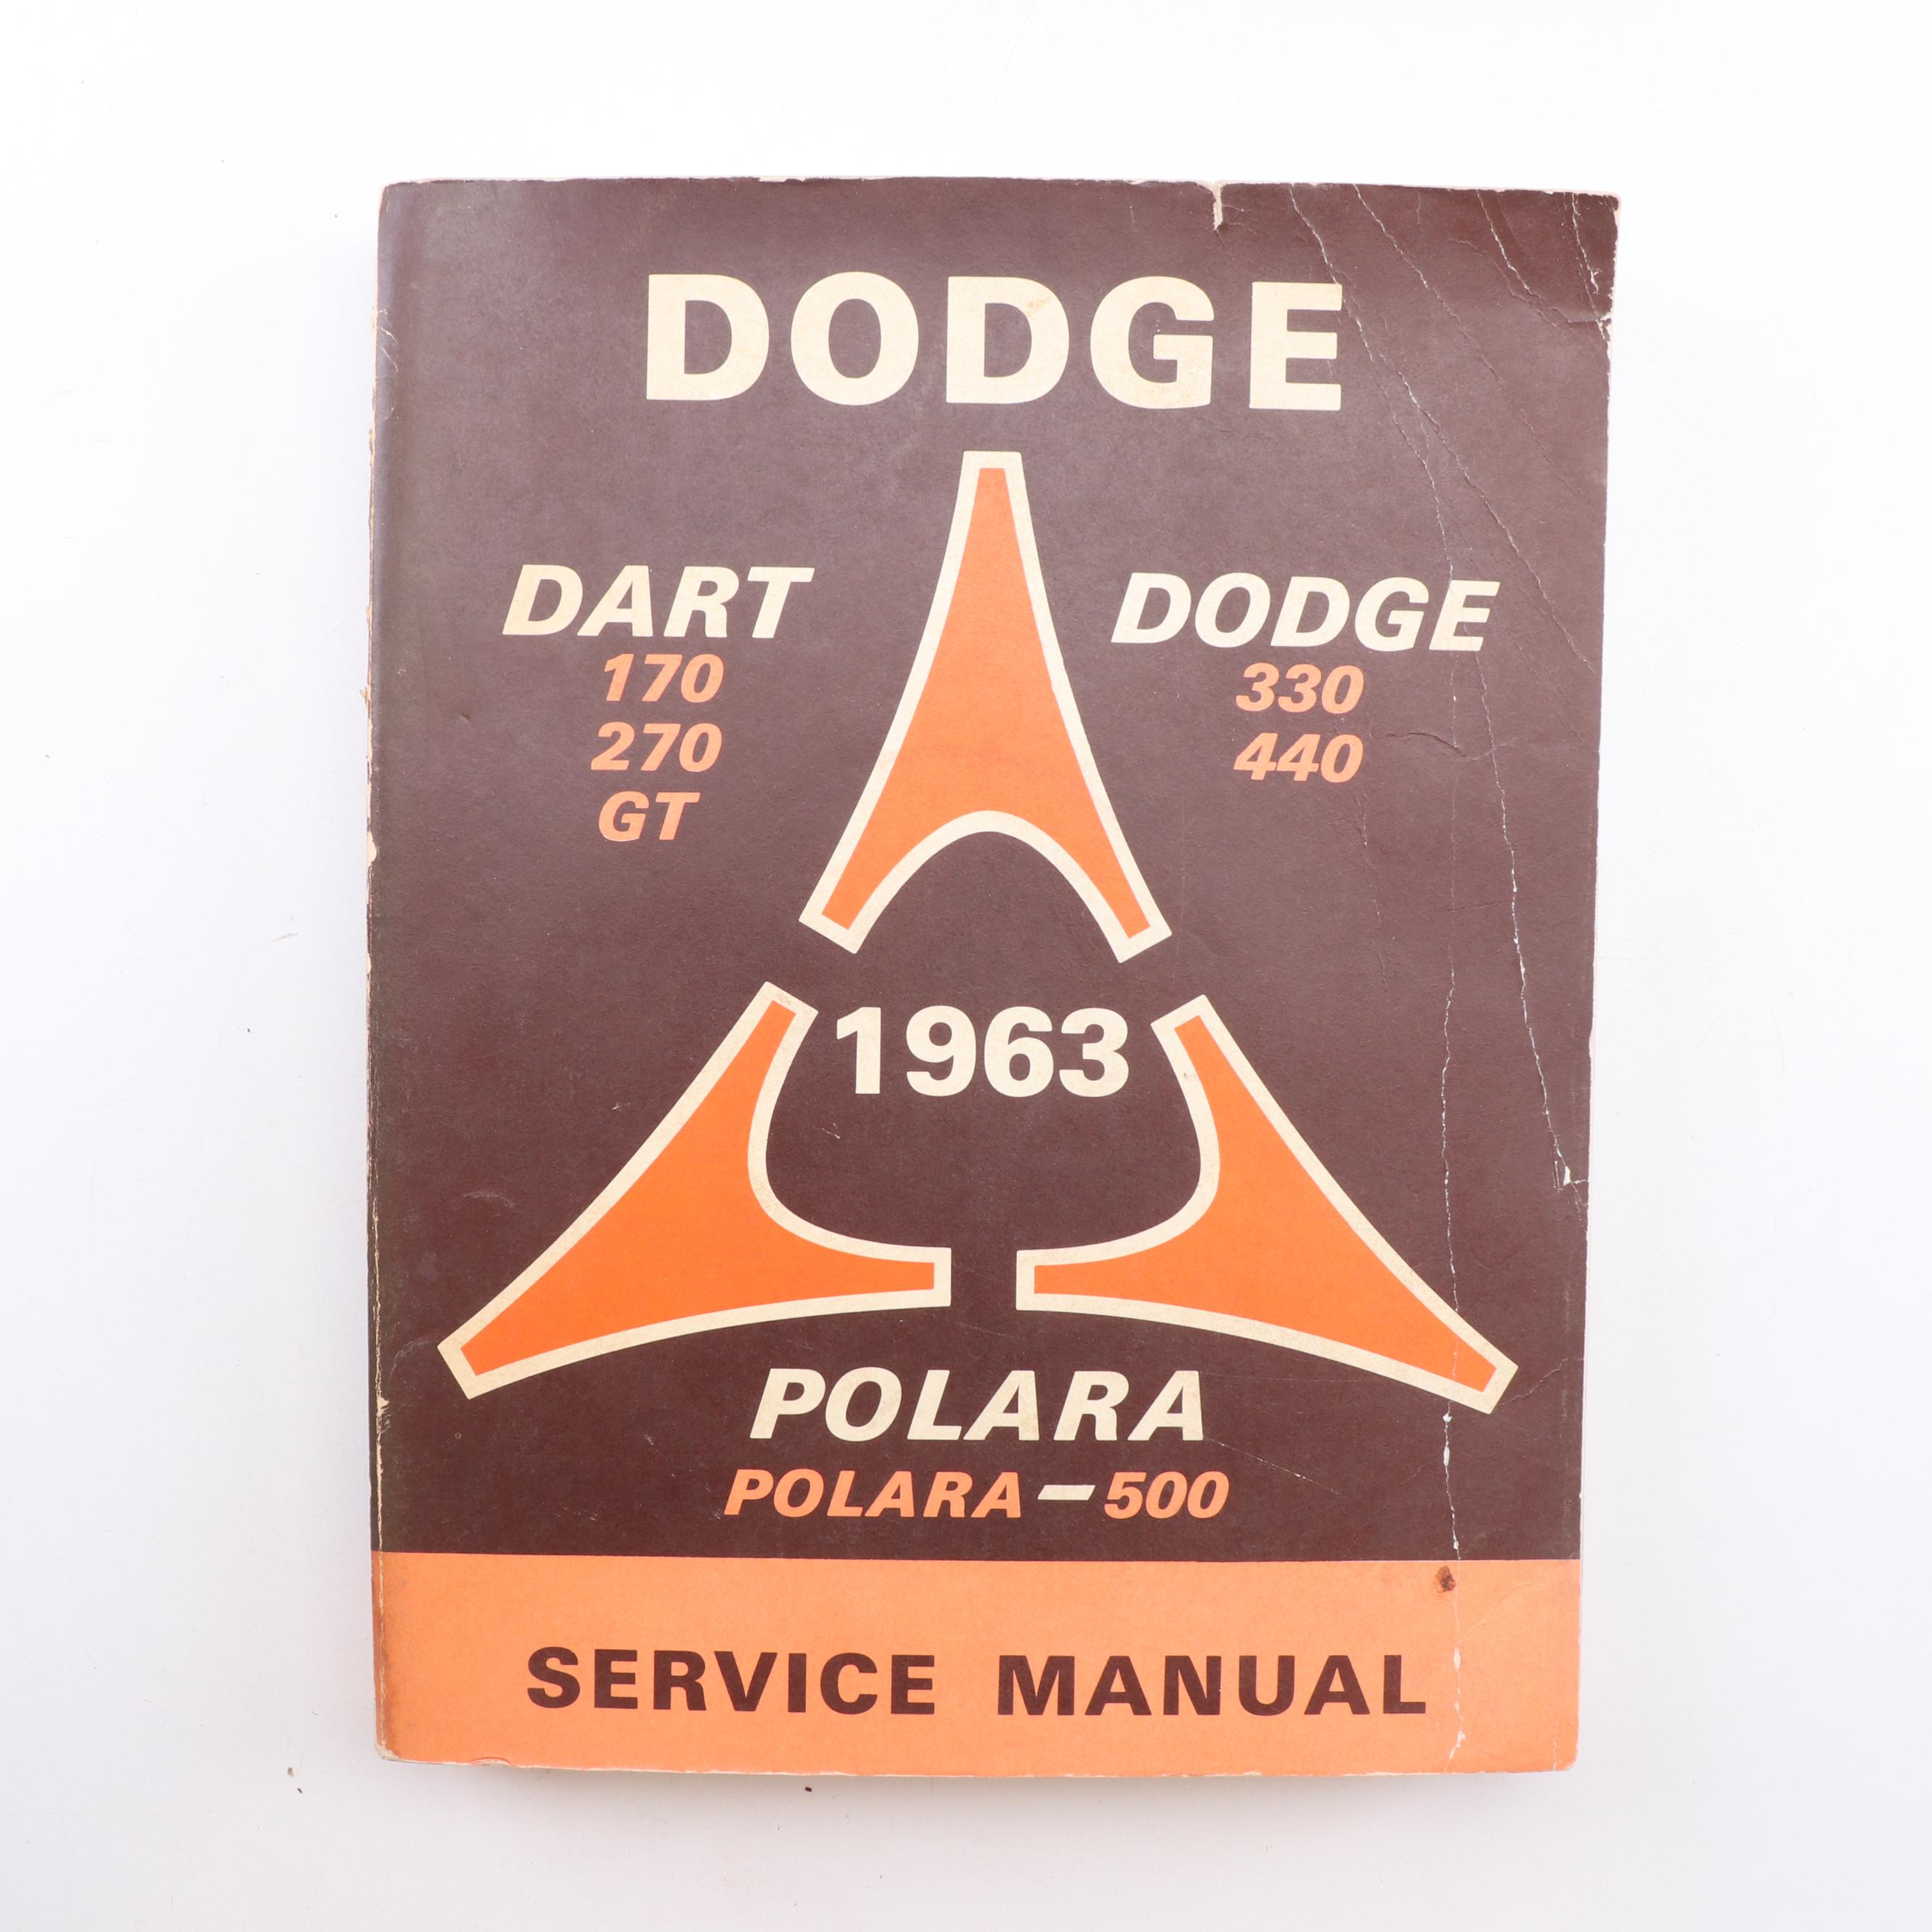 DODGE
DART
170
270
GT
DODGE
330
440
1963
POLARA
POLARA-500
SERVICE MANUAL